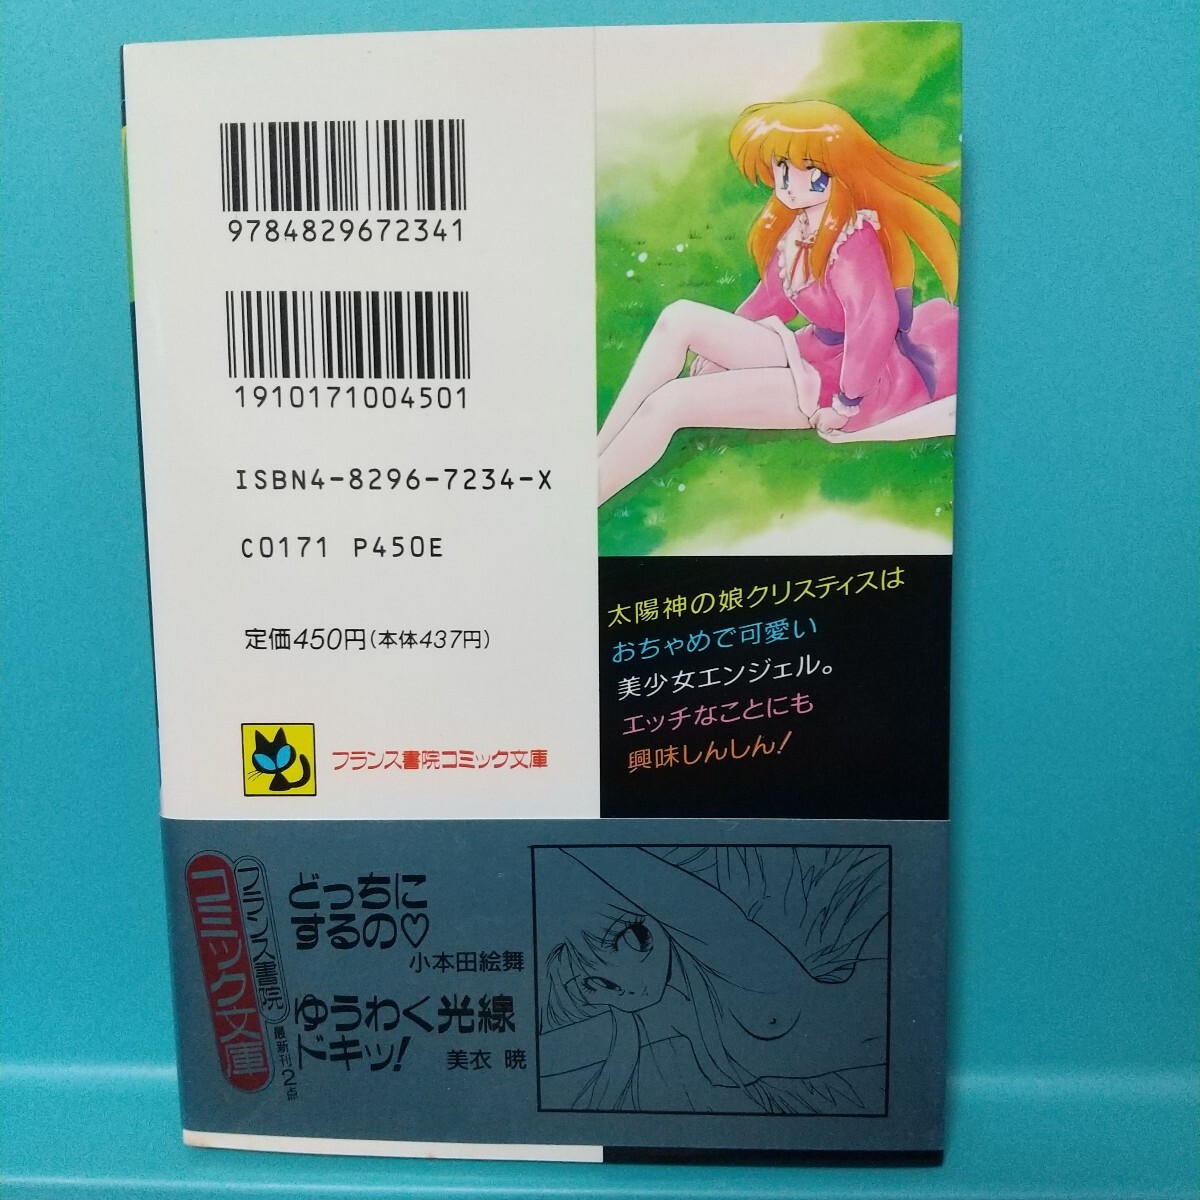 9784829672341
1910171004501
ISBN4-8296-7234-X
C0171 P450E
定価450円(本体437円)
フランス書院コミック文庫
太陽神の娘クリスティスは
おちゃめで可愛い
美少女エンジェル。
エッチなことにも
興味しんしん!
フランス書院
コミック文庫
最新刊2点
どっちに
するの♡
小本田絵舞
ゆうわく光線
ドキッ!
美衣 暁